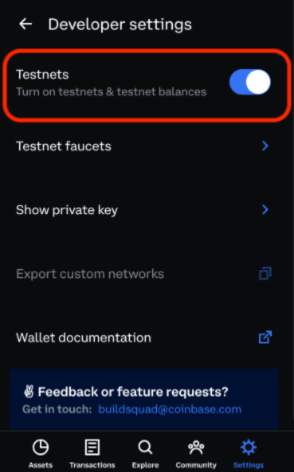 Developer settings
Testnets
Turn on testnets & testnet balances
Testnet faucets
Show private key
Export custom networks
Wallet documentation
✌ Feedback or feature requests?
Get in touch: buildsquad@coinbase.com
Assets Transactions Explore Community Settings